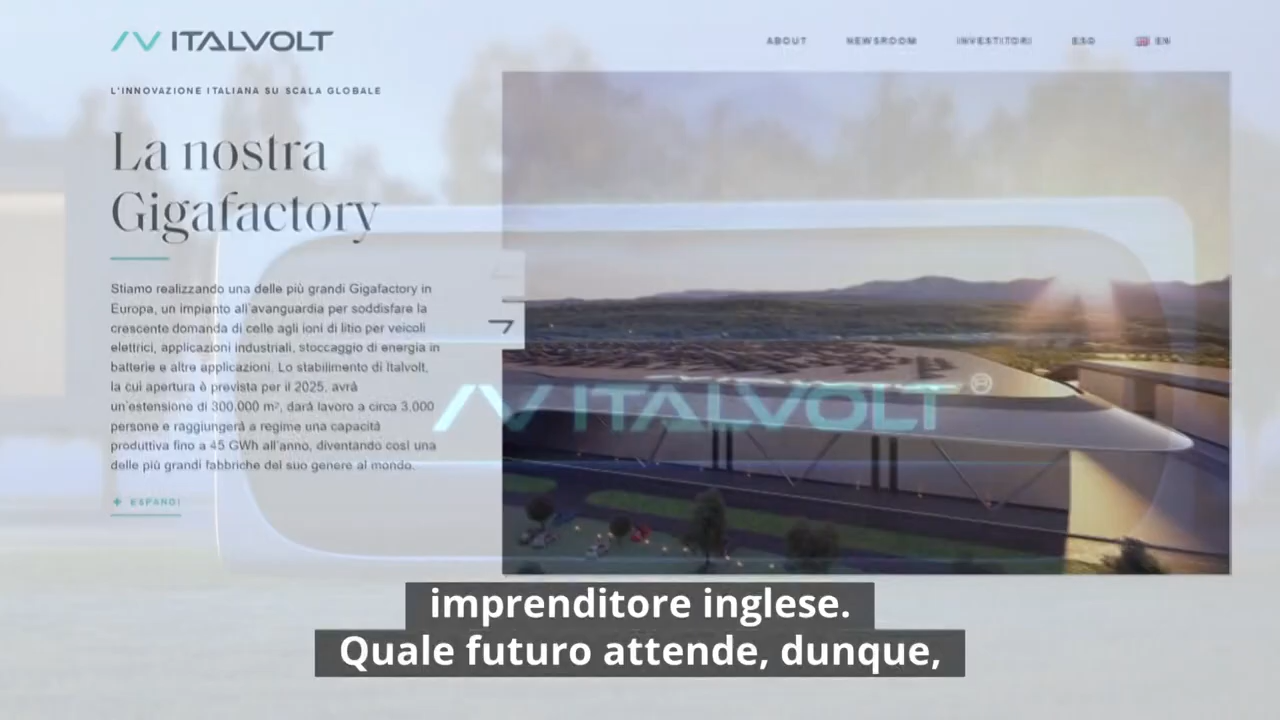 ITALVOLT
ABOUT NEWSROOM INVESTITORI ESG EN
L'INNOVAZIONE ITALIANA SU SCALA GLOBALE
La nostra
Gigafactory
Stiamo realizzando una delle più grandi Gigafactory in
Europa, un impianto all'avanguardia per soddisfare la
crescente domanda di celle agli ioni di litio per veicoli
elettrici, applicazioni industriali, stoccaggio di energia in
batterie e altre applicazioni. Lo stabilimento di Italvolt,
la cui apertura è prevista per il 2025, avrà
un'estensione di 300.000 m², darà lavoro a circa 3.000
persone e raggiungerà a regime una capacità
produttiva fino a 45 GWh all'anno, diventando così una
delle più grandi fabbriche del suo genere al mondo.
+ ESPANDI
ITALVOLT®
imprenditore inglese.
Quale futuro attende, dunque,